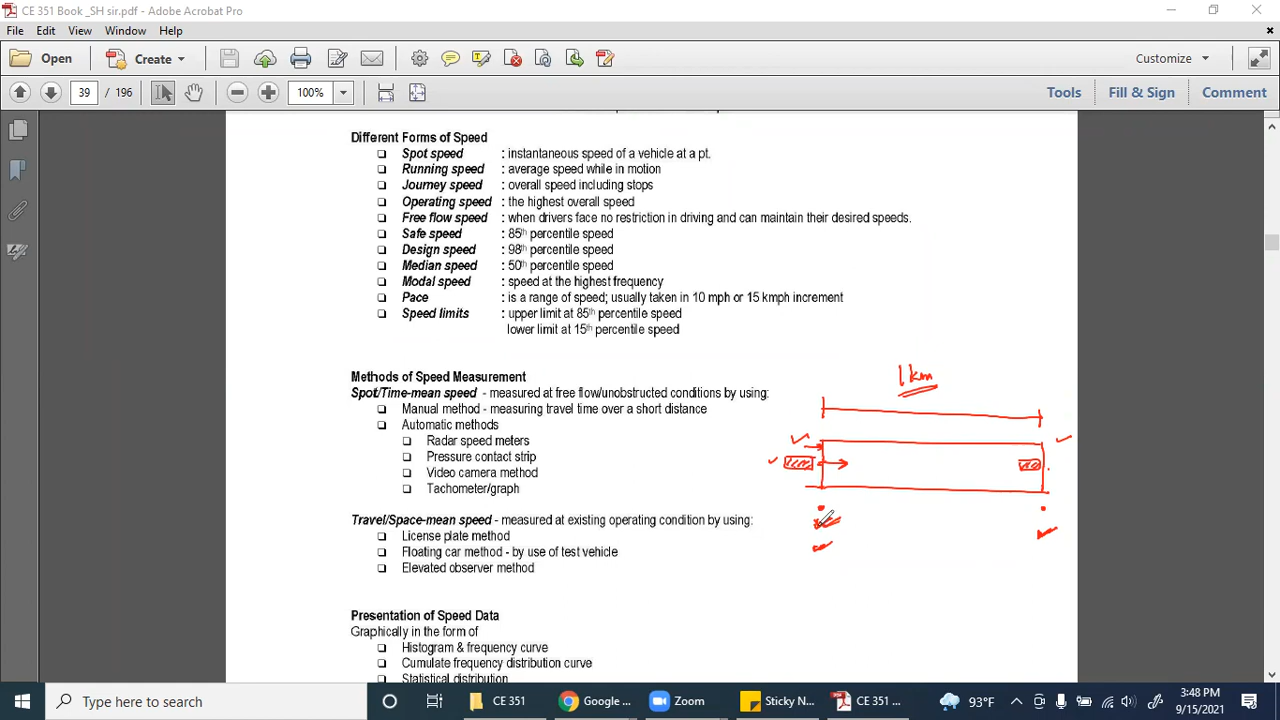 CE 351 Book _SH sir.pdf - Adobe Acrobat Pro
File Edit View Window Help
Open Create Customize
39 / 196 100% Tools Fill & Sign Comment
Different Forms of Speed
❑ Spot speed : instantaneous speed of a vehicle at a pt.
❑ Running speed : average speed while in motion
❑ Journey speed : overall speed including stops
❑ Operating speed : the highest overall speed
❑ Free flow speed : when drivers face no restriction in driving and can maintain their desired speeds.
❑ Safe speed : 85th percentile speed
❑ Design speed : 98th percentile speed
❑ Median speed : 50th percentile speed
❑ Modal speed : speed at the highest frequency
❑ Pace : is a range of speed; usually taken in 10 mph or 15 kmph increment
❑ Speed limits : upper limit at 85th percentile speed
lower limit at 15th percentile speed
1 km
Methods of Speed Measurement
Spot/Time-mean speed - measured at free flow/unobstructed conditions by using:
❑ Manual method - measuring travel time over a short distance
❑ Automatic methods
❑ Radar speed meters
❑ Pressure contact strip
❑ Video camera method
❑ Tachometer/graph
Travel/Space-mean speed - measured at existing operating condition by using:
❑ License plate method
❑ Floating car method - by use of test vehicle
❑ Elevated observer method
Presentation of Speed Data
Graphically in the form of
❑ Histogram & frequency curve
❑ Cumulate frequency distribution curve
❑ Statistical distribution
Type here to search CE 351 Google ... Zoom Sticky N... CE 351 ... 93°F 3:48 PM
9/15/2021